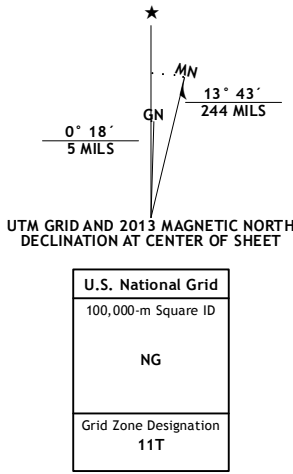 ★
MN
GN
13° 43´
244 MILS
0° 18´
5 MILS
UTM GRID AND 2013 MAGNETIC NORTH
DECLINATION AT CENTER OF SHEET
U.S. National Grid
100,000-m Square ID
NG
Grid Zone Designation
11T